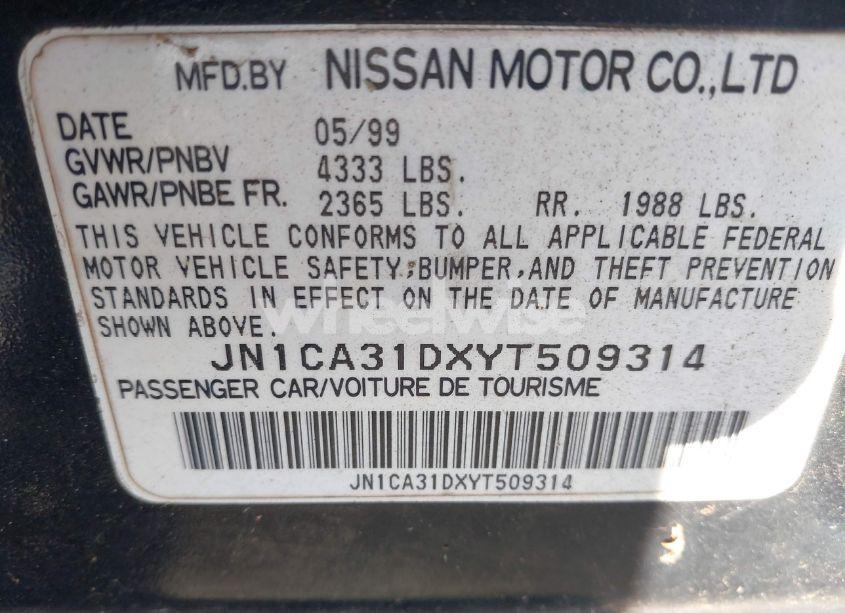 MFD.BY NISSAN MOTOR CO.,LTD
DATE 05/99
GVWR/PNBV 4333 LBS.
GAWR/PNBE FR. 2365 LBS. RR. 1988 LBS.
THIS VEHICLE CONFORMS TO ALL APPLICABLE FEDERAL
MOTOR VEHICLE SAFETY,BUMPER,AND THEFT PREVENTION
STANDARDS IN EFFECT ON THE DATE OF MANUFACTURE
SHOWN ABOVE.
wheelwise
JN1CA31DXYT509314
PASSENGER CAR/VOITURE DE TOURISME
JN1CA31DXYT509314